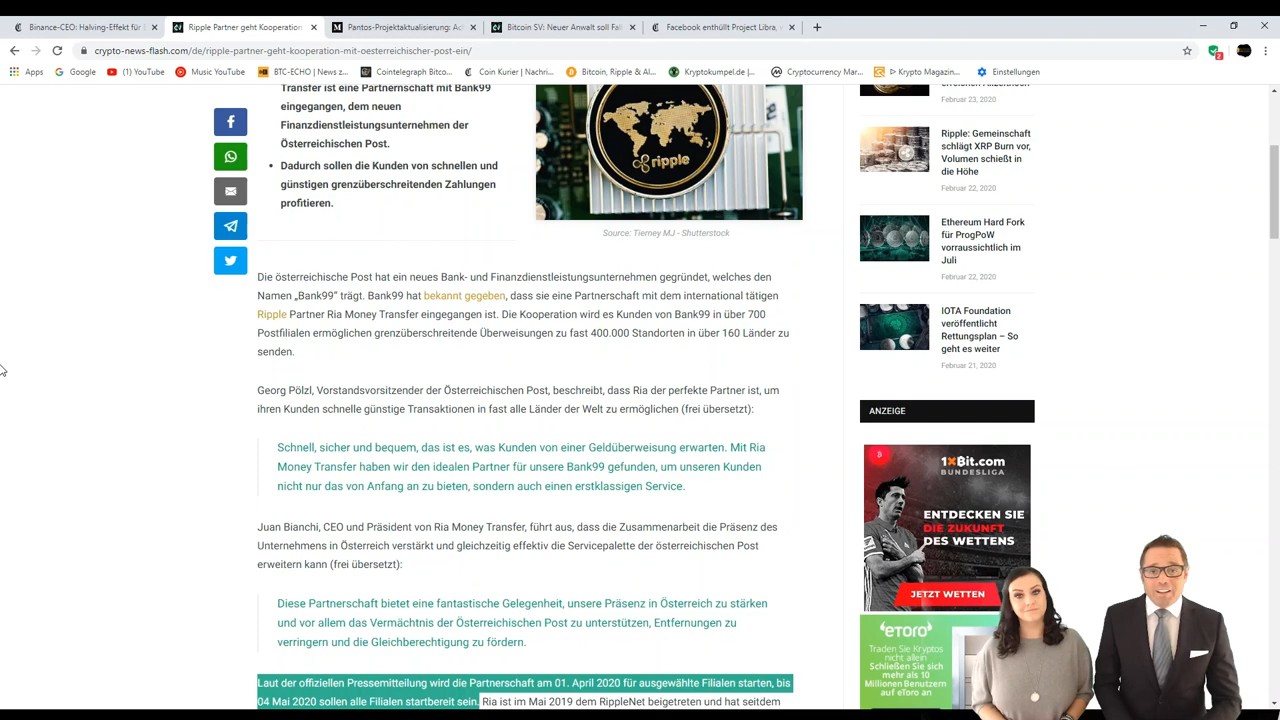 Binance-CEO: Halving-Effekt für
Ripple Partner geht Kooperation
Pantos-Projektaktualisierung: Ac
Bitcoin SV: Neuer Anwalt soll Fal
Facebook enthüllt Project Libra, v
crypto-news-flash.com/de/ripple-partner-geht-kooperation-mit-oesterreichischer-post-ein/
2
Apps
Google
(1) YouTube
Music YouTube
BTC-ECHO | News z...
Cointelegraph Bitco...
Coin Kurier | Nachri...
Bitcoin, Ripple & Al...
Kryptokumpel.de |...
Cryptocurrency Mar...
ᐅ Krypto Magazin...
Einstellungen
Transfer ist eine Partnernschaft mit Bank99
eingegangen, dem neuen
Finanzdienstleistungsunternehmen der
Österreichischen Post.
• Dadurch sollen die Kunden von schnellen und
günstigen grenzüberschreitenden Zahlungen
profitieren.
ripple
Source: Tierney MJ - Shutterstock
Die österreichische Post hat ein neues Bank- und Finanzdienstleistungsunternehmen gegründet, welches den
Namen „Bank99“ trägt. Bank99 hat bekannt gegeben, dass sie eine Partnerschaft mit dem international tätigen
Ripple Partner Ria Money Transfer eingegangen ist. Die Kooperation wird es Kunden von Bank99 in über 700
Postfilialen ermöglichen grenzüberschreitende Überweisungen zu fast 400.000 Standorten in über 160 Länder zu
senden.
Georg Pölzl, Vorstandsvorsitzender der Österreichischen Post, beschreibt, dass Ria der perfekte Partner ist, um
ihren Kunden schnelle günstige Transaktionen in fast alle Länder der Welt zu ermöglichen (frei übersetzt):
Schnell, sicher und bequem, das ist es, was Kunden von einer Geldüberweisung erwarten. Mit Ria
Money Transfer haben wir den idealen Partner für unsere Bank99 gefunden, um unseren Kunden
nicht nur das von Anfang an zu bieten, sondern auch einen erstklassigen Service.
Juan Bianchi, CEO und Präsident von Ria Money Transfer, führt aus, dass die Zusammenarbeit die Präsenz des
Unternehmens in Österreich verstärkt und gleichzeitig effektiv die Servicepalette der österreichischen Post
erweitern kann (frei übersetzt):
Diese Partnerschaft bietet eine fantastische Gelegenheit, unsere Präsenz in Österreich zu stärken
und vor allem das Vermächtnis der Österreichischen Post zu unterstützen, Entfernungen zu
verringern und die Gleichberechtigung zu fördern.
Laut der offiziellen Pressemitteilung wird die Partnerschaft am 01. April 2020 für ausgewählte Filialen starten, bis
04 Mai 2020 sollen alle Filialen startbereit sein. Ria ist im Mai 2019 dem RippleNet beigetreten und hat seitdem
February 23, 2020
Ripple: Gemeinschaft
schlägt XRP Burn vor,
Volumen schießt in
die Höhe
February 22, 2020
Ethereum Hard Fork
für ProgPoW
vorraussichtlich im
Juli
February 22, 2020
IOTA Foundation
veröffentlicht
Rettungsplan – So
geht es weiter
February 21, 2020
ANZEIGE
1xBit.com
BUNDESLIGA
ENTDECKEN SIE
DIE ZUKUNFT
DES WETTENS
JETZT WETTEN
eToro
Traden Sie Kryptos
nicht allein
Schließen Sie sich
mehr als 10
Millionen Benutzern
auf eToro an